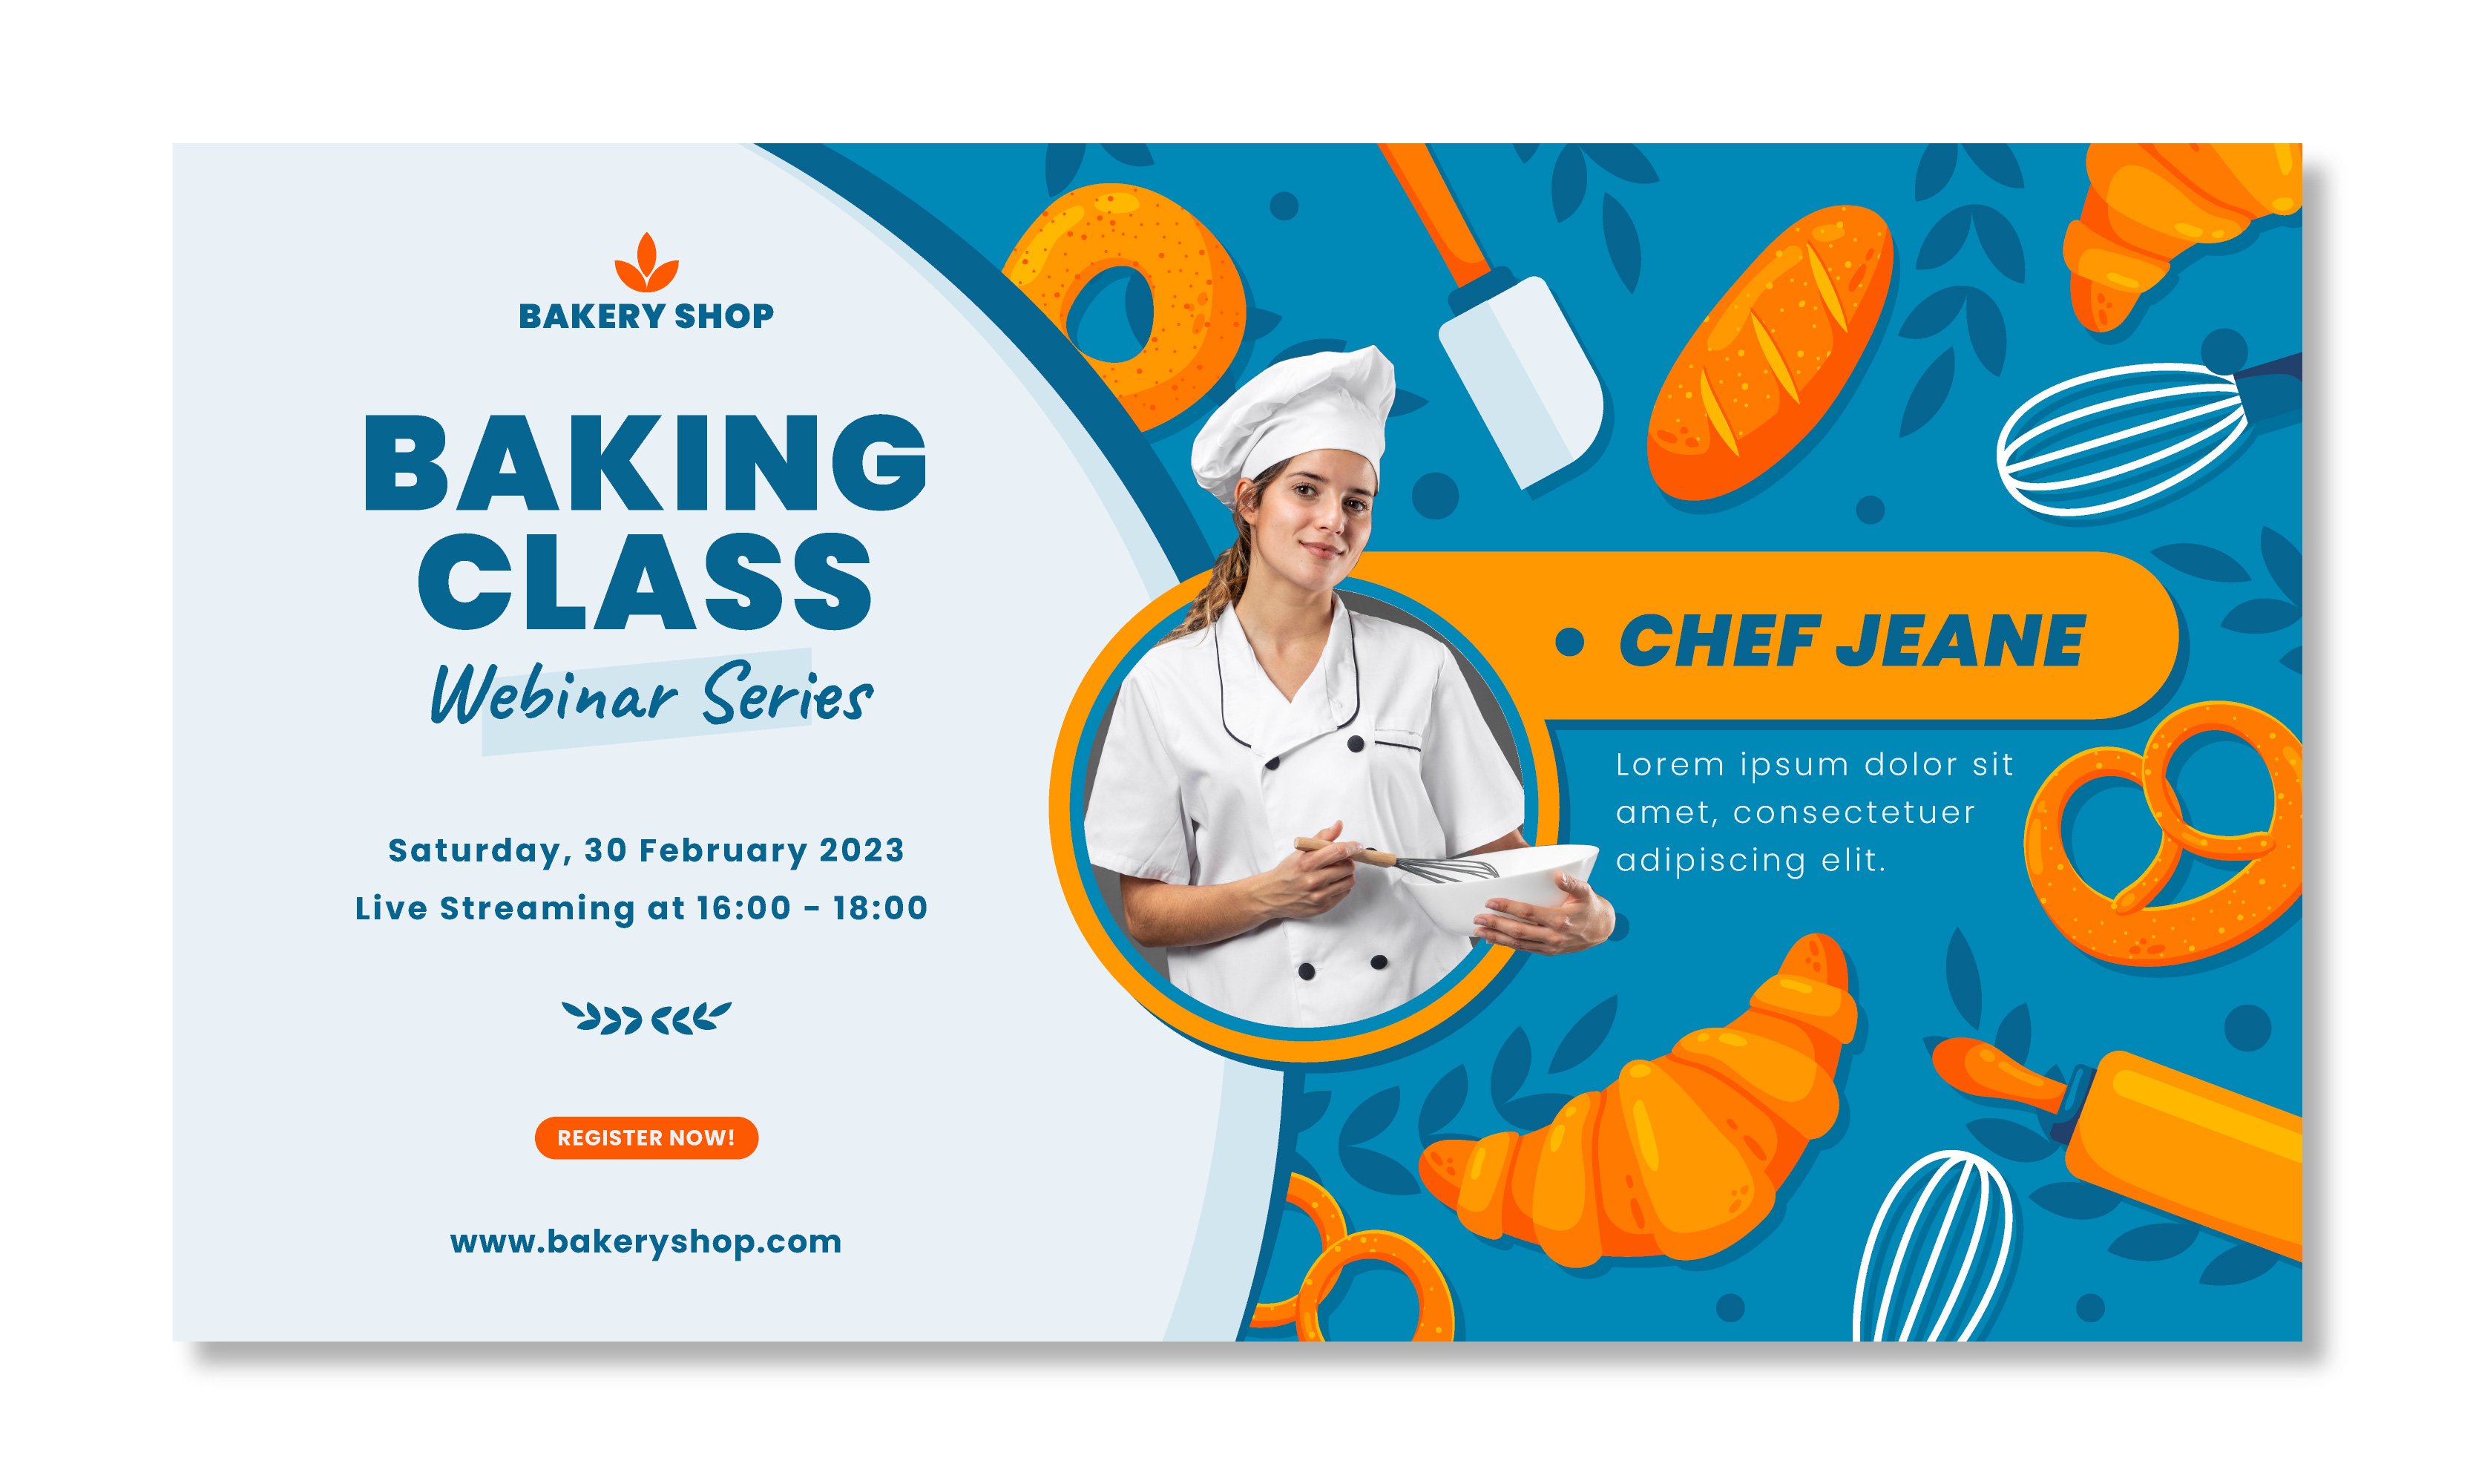 BAKERY SHOP
BAKING
CLASS
Webinar Series
Saturday, 30 February 2023
Live Streaming at 16:00 - 18:00
REGISTER NOW!
www.bakeryshop.com
CHEF JEANE
Lorem ipsum dolor sit
amet, consectetuer
adipiscing elit.